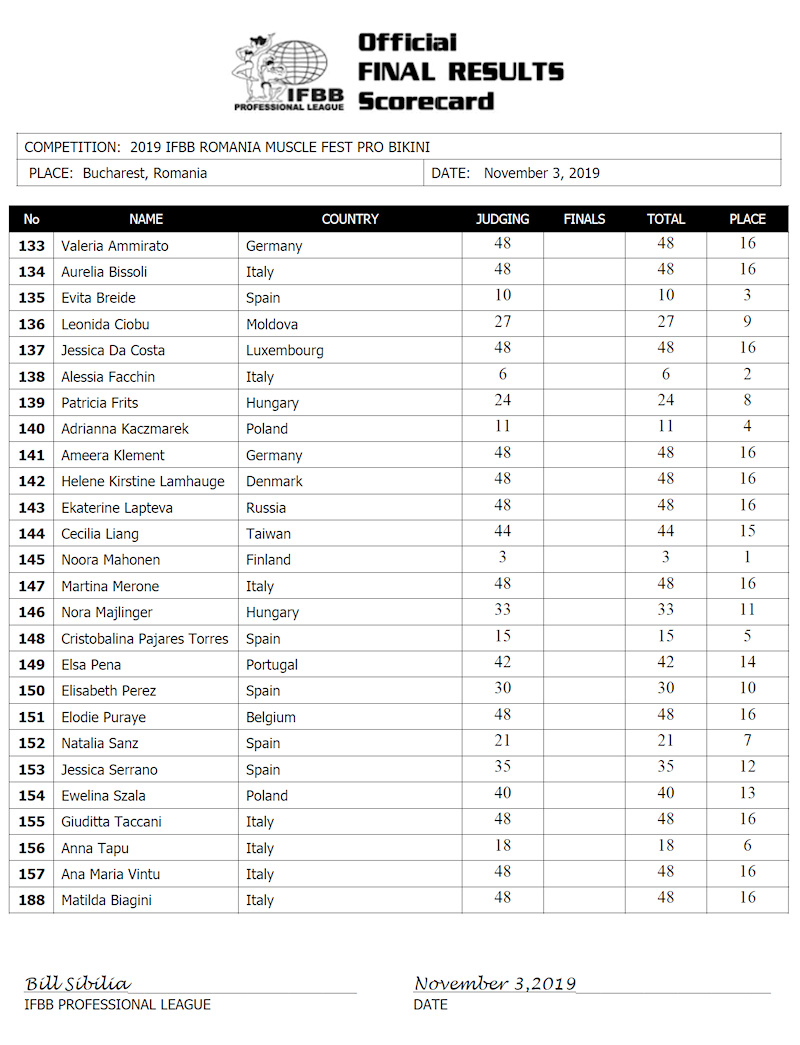 Official
FINAL RESULTS
Scorecard
IFBB
PROFESSIONAL LEAGUE
COMPETITION: 2019 IFBB ROMANIA MUSCLE FEST PRO BIKINI
PLACE: Bucharest, Romania DATE: November 3, 2019
No NAME COUNTRY JUDGING FINALS TOTAL PLACE
133 Valeria Ammirato Germany 48 48 16
134 Aurelia Bissoli Italy 48 48 16
135 Evita Breide Spain 10 10 3
136 Leonida Ciobu Moldova 27 27 9
137 Jessica Da Costa Luxembourg 48 48 16
138 Alessia Facchin Italy 6 6 2
139 Patricia Frits Hungary 24 24 8
140 Adrianna Kaczmarek Poland 11 11 4
141 Ameera Klement Germany 48 48 16
142 Helene Kirstine Lamhauge Denmark 48 48 16
143 Ekaterine Lapteva Russia 48 48 16
144 Cecilia Liang Taiwan 44 44 15
145 Noora Mahonen Finland 3 3 1
147 Martina Merone Italy 48 48 16
146 Nora Majlinger Hungary 33 33 11
148 Cristobalina Pajares Torres Spain 15 15 5
149 Elsa Pena Portugal 42 42 14
150 Elisabeth Perez Spain 30 30 10
151 Elodie Puraye Belgium 48 48 16
152 Natalia Sanz Spain 21 21 7
153 Jessica Serrano Spain 35 35 12
154 Ewelina Szala Poland 40 40 13
155 Giuditta Taccani Italy 48 48 16
156 Anna Tapu Italy 18 18 6
157 Ana Maria Vintu Italy 48 48 16
188 Matilda Biagini Italy 48 48 16
Bill Sibilia November 3,2019
IFBB PROFESSIONAL LEAGUE DATE